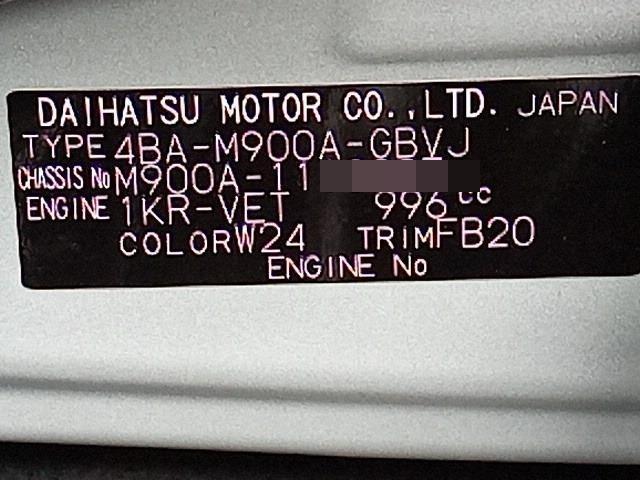 DAIHATSU MOTOR CO.,LTD. JAPAN
TYPE 4BA-M900A-GBVJ
CHASSIS No M900A-11
ENGINE 1KR-VET 996cc
COLOR W24 TRIM FB20
ENGINE No